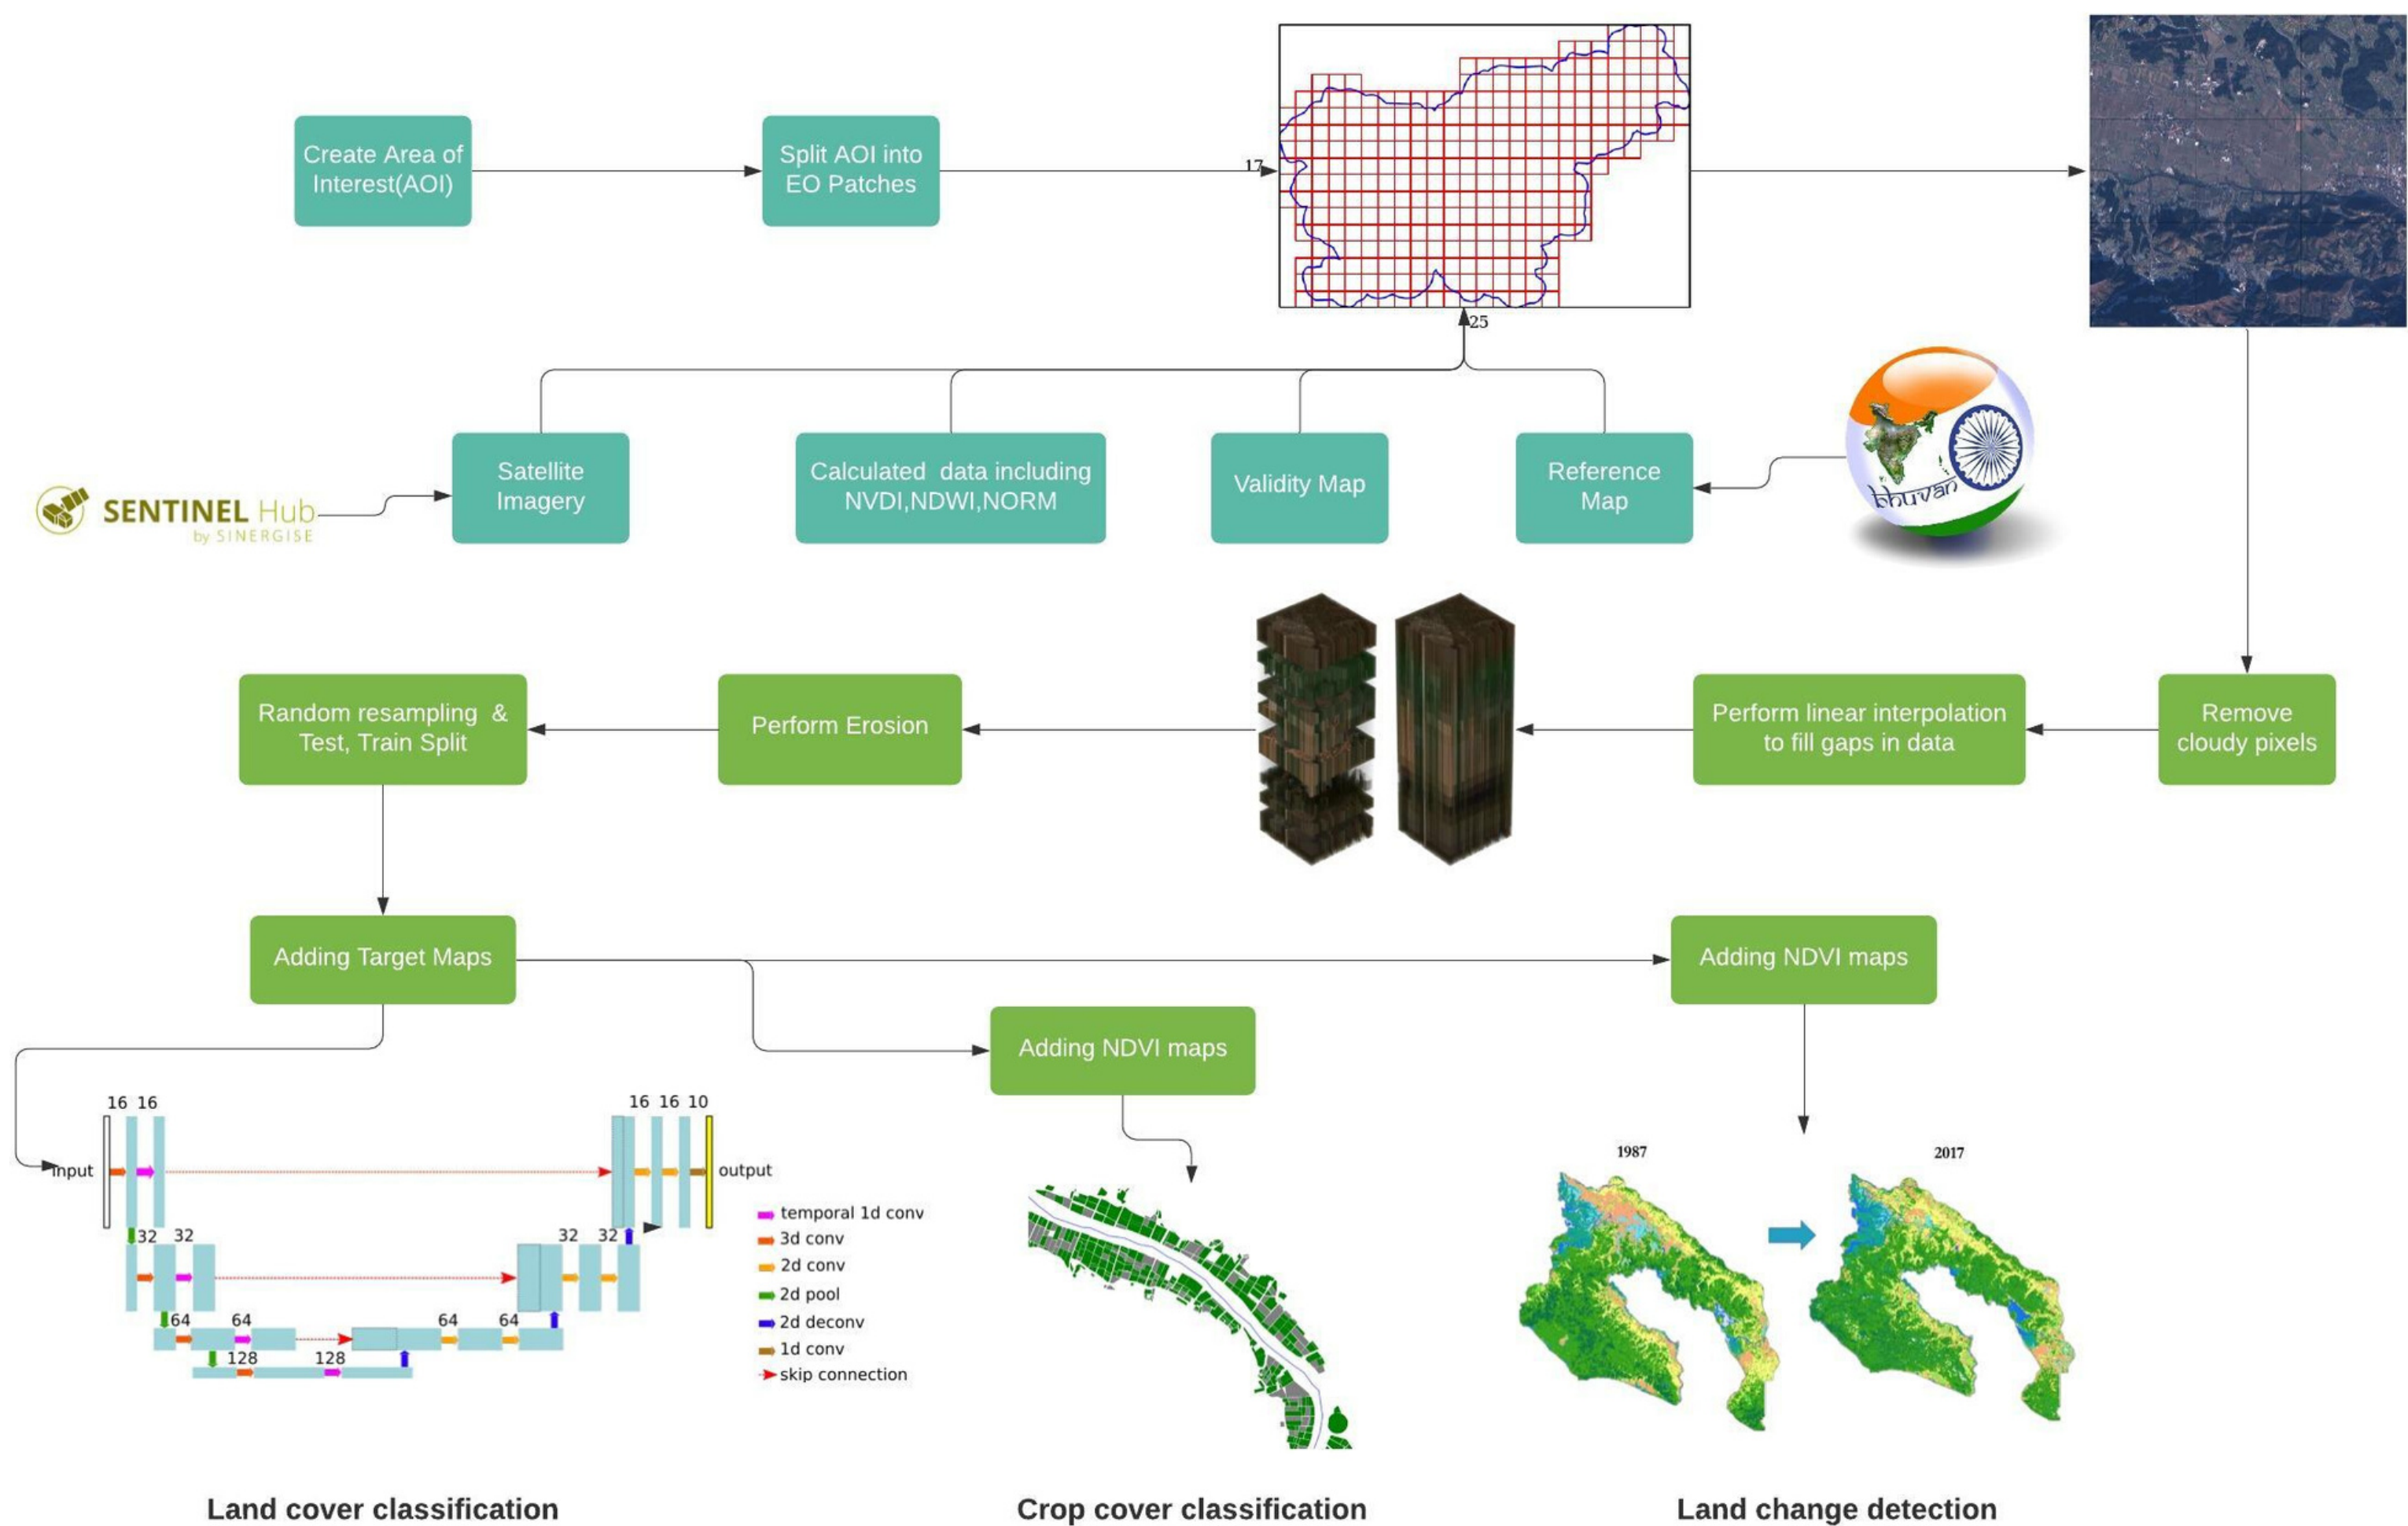 Create Area of
Interest(AOI)
Split AOI into
EO Patches
17
25
SENTINEL Hub
by SINERGISE
Satellite
Imagery
Calculated data including
NVDI,NDWI,NORM
Validity Map
Reference
Map
bhuvan
Random resampling &
Test, Train Split
Perform Erosion
Perform linear interpolation
to fill gaps in data
Remove
cloudy pixels
Adding Target Maps
Adding NDVI maps
Adding NDVI maps
16 16
16 16 10
input
output
32 32
32 32
64 64
64 64
128 128
temporal 1d conv
3d conv
2d conv
2d pool
2d deconv
1d conv
skip connection
1987
2017
Land cover classification
Crop cover classification
Land change detection